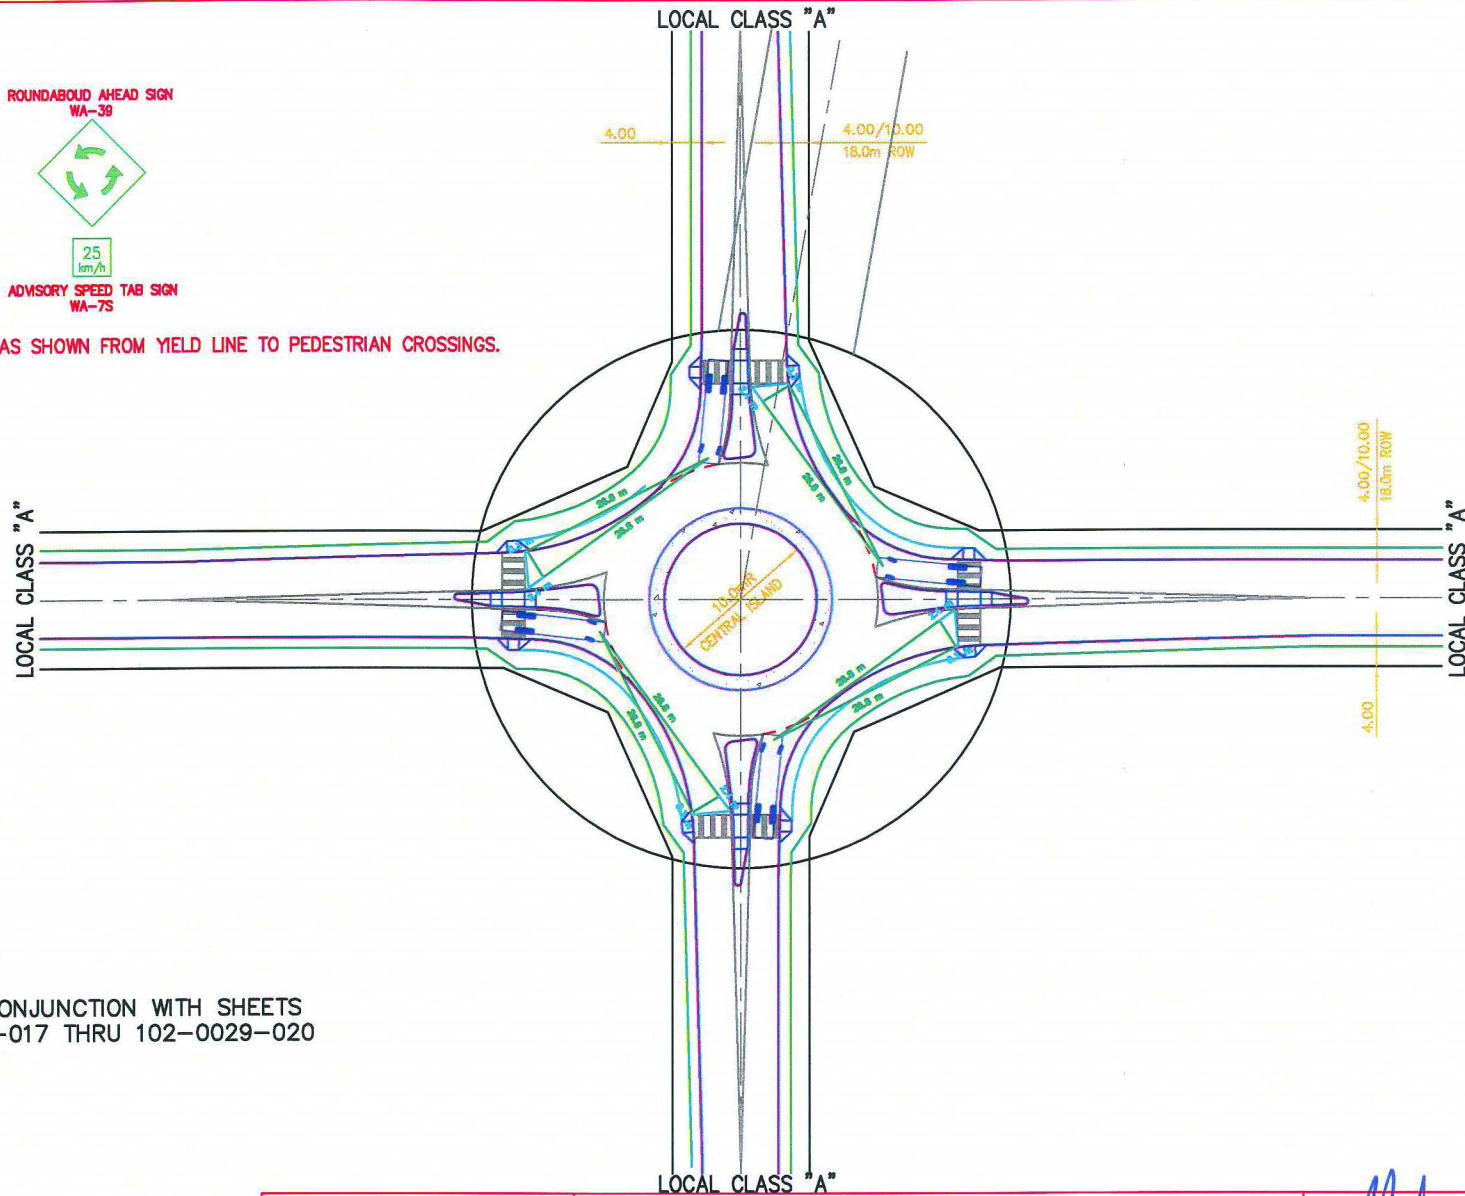 LOCAL CLASS "A"
ROUNDABOUD AHEAD SIGN
WA-39
25
km/h
ADVISORY SPEED TAB SIGN
WA-7S
AS SHOWN FROM YIELD LINE TO PEDESTRIAN CROSSINGS.
4.00
4.00/10.00
18.0m ROW
4.00/10.00
18.0m ROW
4.00
LOCAL CLASS "A"
LOCAL CLASS "A"
CENTRAL ISLAND
ONJUNCTION WITH SHEETS
-017 THRU 102-0029-020
LOCAL CLASS "A"